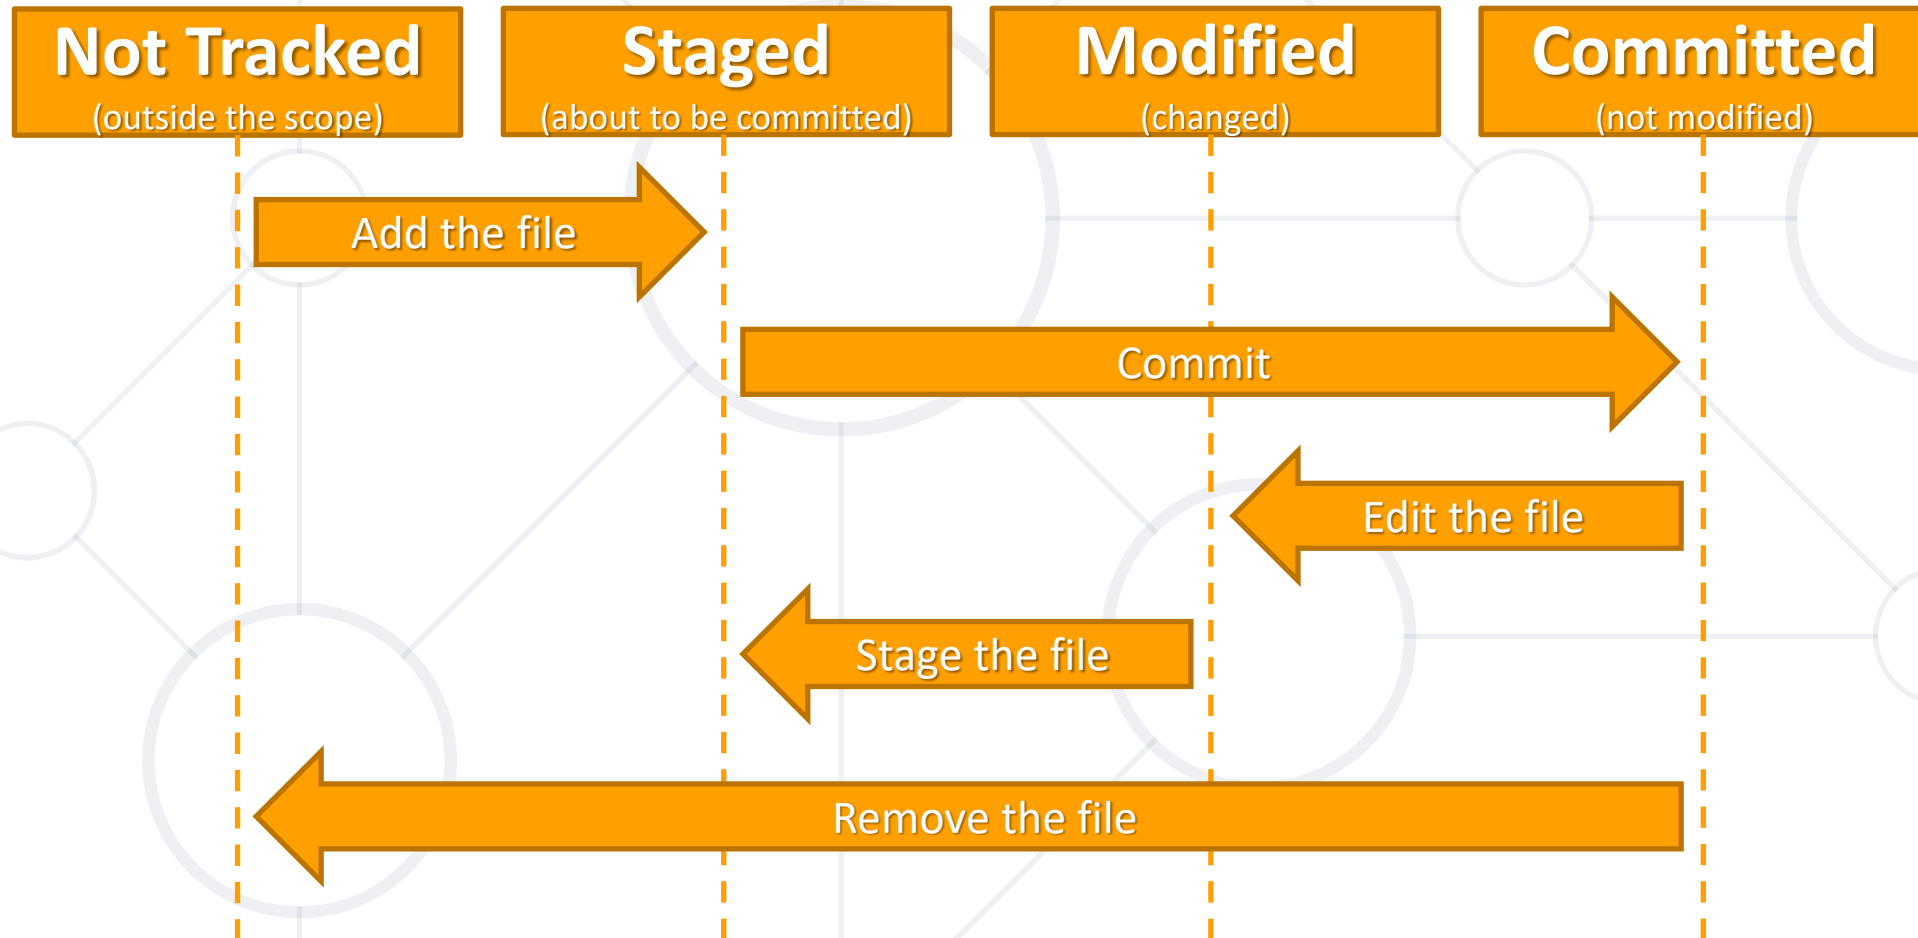 Not Tracked
(outside the scope)
Staged
(about to be committed)
Modified
(changed)
Committed
(not modified)
Add the file
Commit
Edit the file
Stage the file
Remove the file